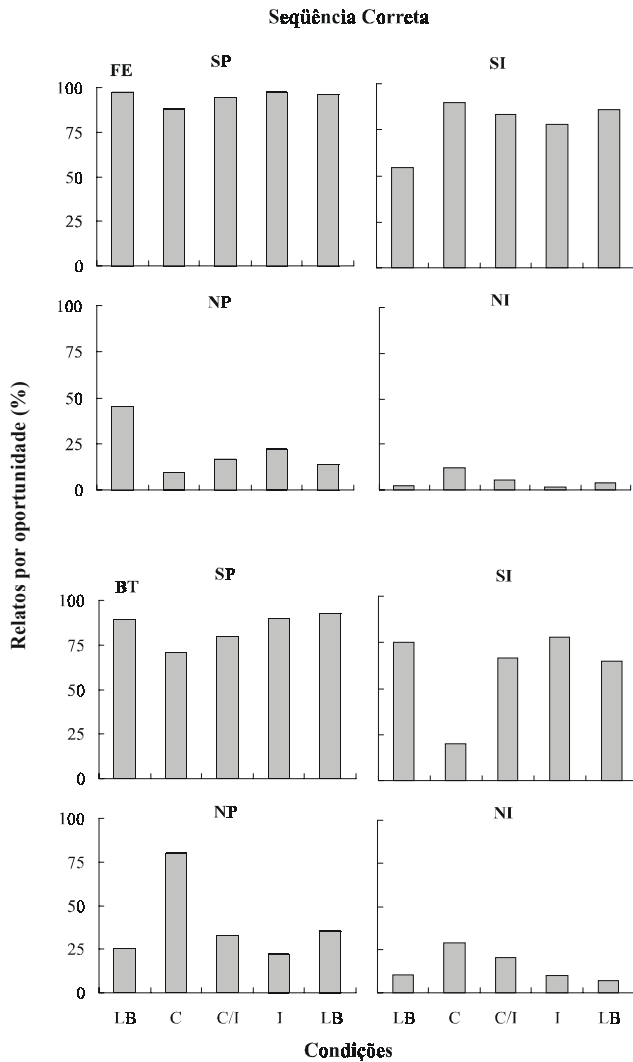 Seqüência Correta
FE SP SI
100
75
50
25
0
NP NI
100
75
50
25
0
Relatos por oportunidade (%)
BT SP SI
100
75
50
25
0
NP NI
100
75
50
25
0
LB C C/I I LB LB C C/I I LB
Condições